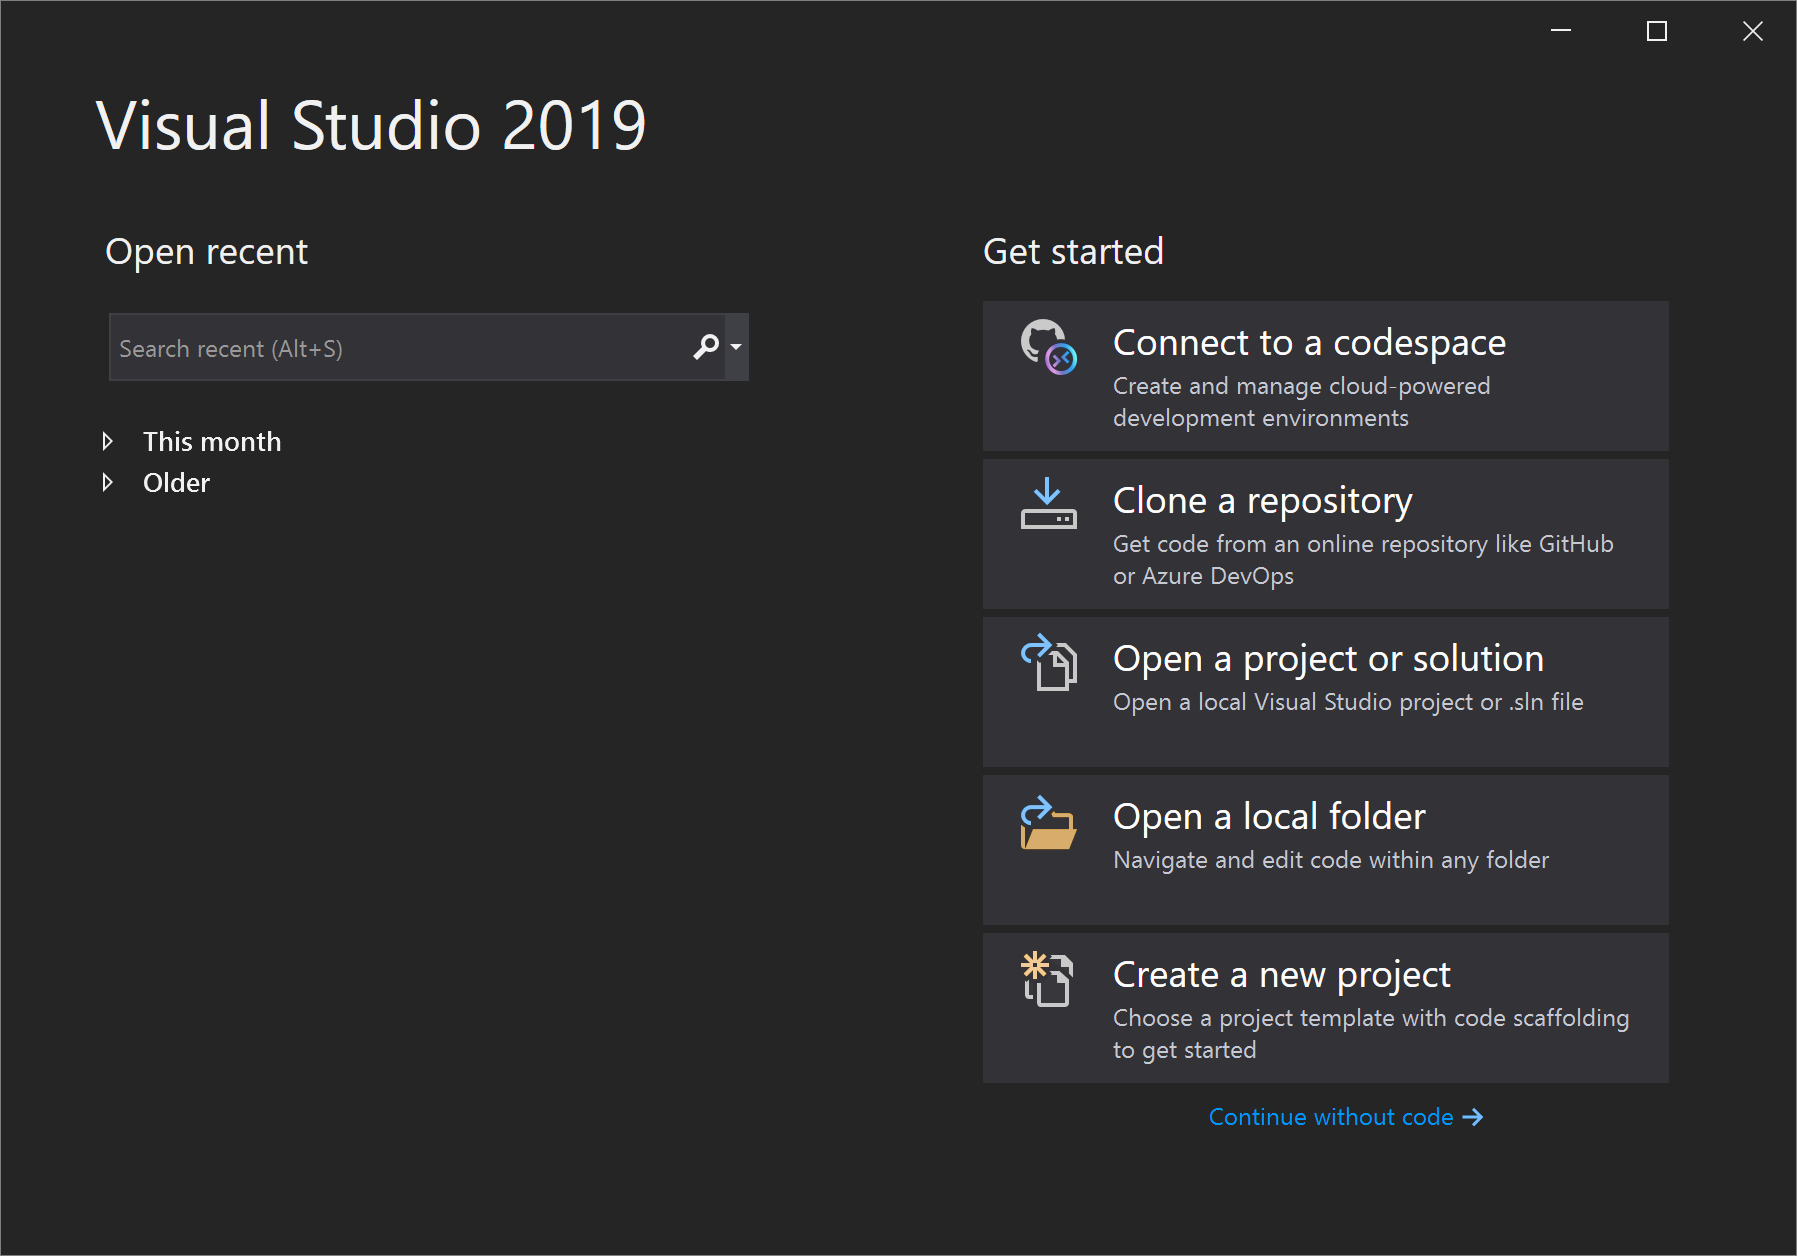 Visual Studio 2019
Open recent
Search recent (Alt+S)
This month
Older
Get started
Connect to a codespace
Create and manage cloud-powered
development environments
Clone a repository
Get code from an online repository like GitHub
or Azure DevOps
Open a project or solution
Open a local Visual Studio project or .sln file
Open a local folder
Navigate and edit code within any folder
Create a new project
Choose a project template with code scaffolding
to get started
Continue without code